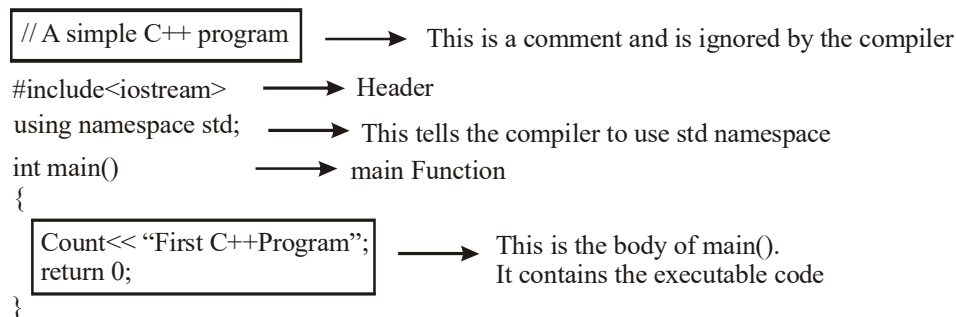 // A simple C++ program This is a comment and is ignored by the compiler
#include<iostream> Header
using namespace std; This tells the compiler to use std namespace
int main() main Function
{
Count<< “First C++Program”; This is the body of main().
return 0; It contains the executable code
}